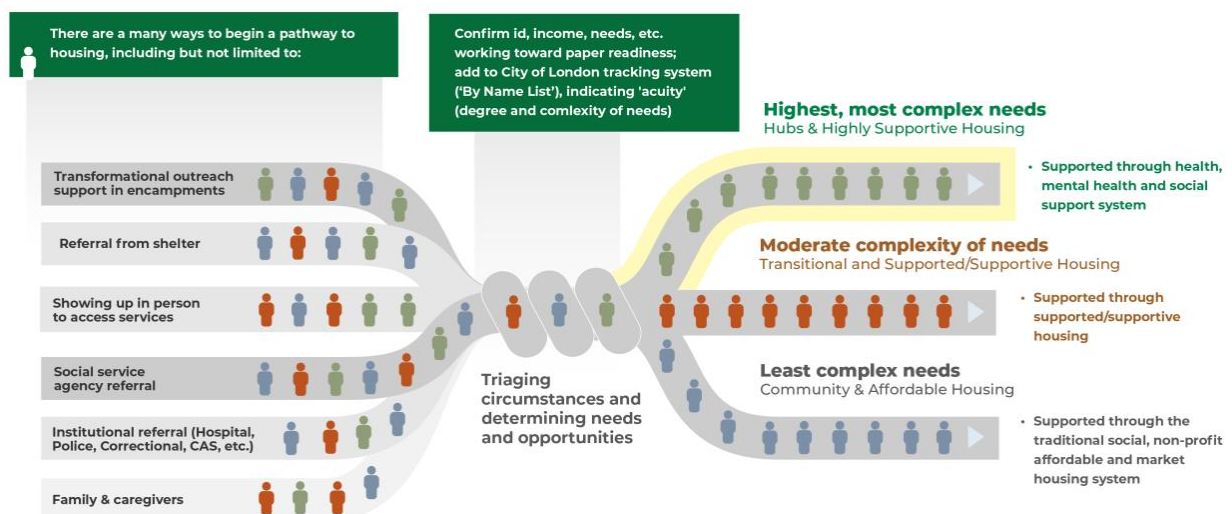 There are a many ways to begin a pathway to
housing, including but not limited to:
Confirm id, income, needs, etc.
working toward paper readiness;
add to City of London tracking system
(‘By Name List’), indicating 'acuity'
(degree and comlexity of needs)
Transformational outreach
support in encampments
Referral from shelter
Showing up in person
to access services
Social service
agency referral
Institutional referral (Hospital,
Police, Correctional, CAS, etc.)
Family & caregivers
Triaging
circumstances and
determining needs
and opportunities
Highest, most complex needs
Hubs & Highly Supportive Housing
• Supported through health,
mental health and social
support system
Moderate complexity of needs
Transitional and Supported/Supportive Housing
• Supported through
supported/supportive
housing
Least complex needs
Community & Affordable Housing
• Supported through the
traditional social, non-profit
affordable and market
housing system